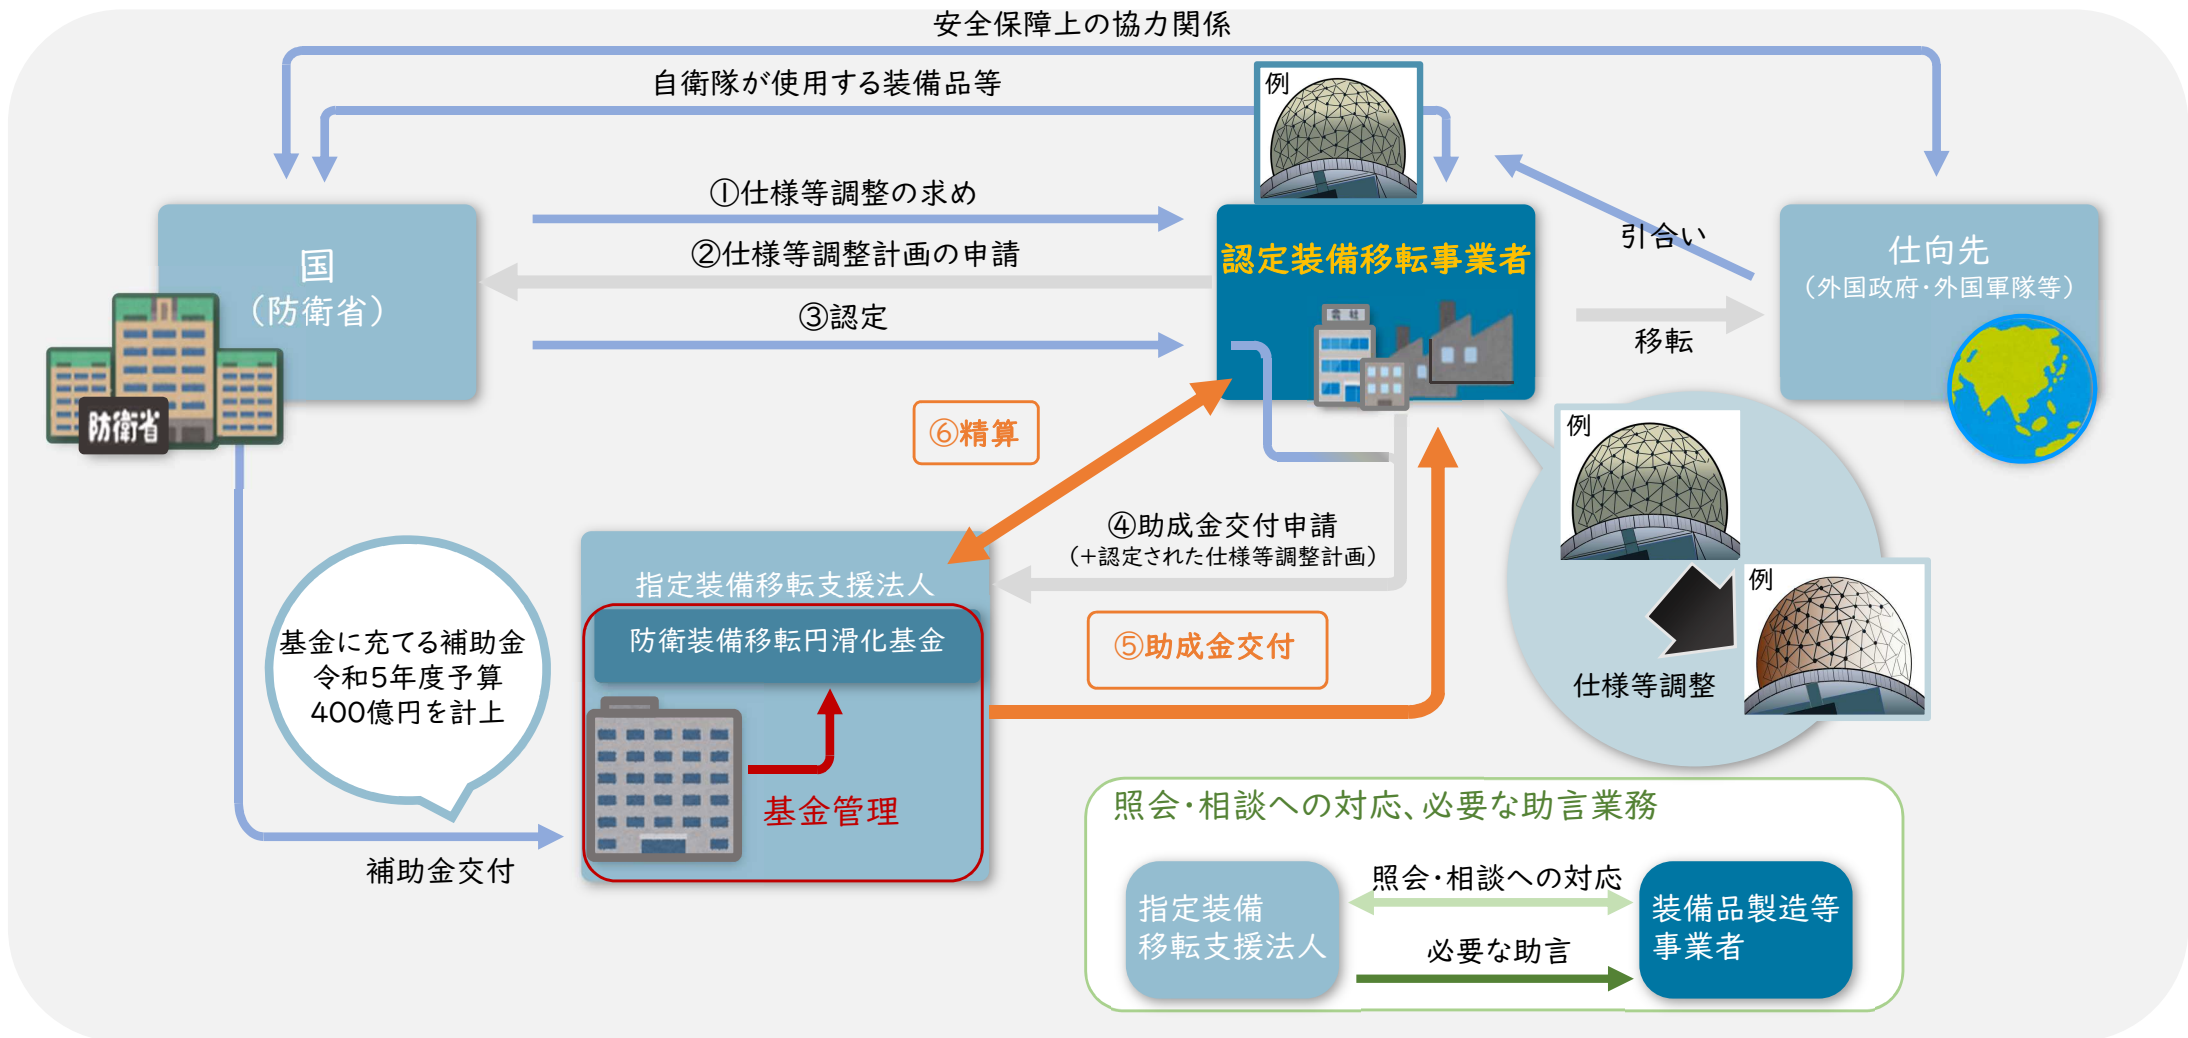 安全保障上の協力関係
自衛隊が使用する装備品等
例
①仕様等調整の求め
②仕様等調整計画の申請
③認定
国
（防衛省）
防衛省
認定装備移転事業者
会社
引合い
移転
仕向先
（外国政府・外国軍隊等）
⑥精算
④助成金交付申請
（＋認定された仕様等調整計画）
⑤助成金交付
例
例
仕様等調整
指定装備移転支援法人
防衛装備移転円滑化基金
基金管理
基金に充てる補助金
令和5年度予算
400億円を計上
補助金交付
照会・相談への対応、必要な助言業務
指定装備
移転支援法人
照会・相談への対応
必要な助言
装備品製造等
事業者